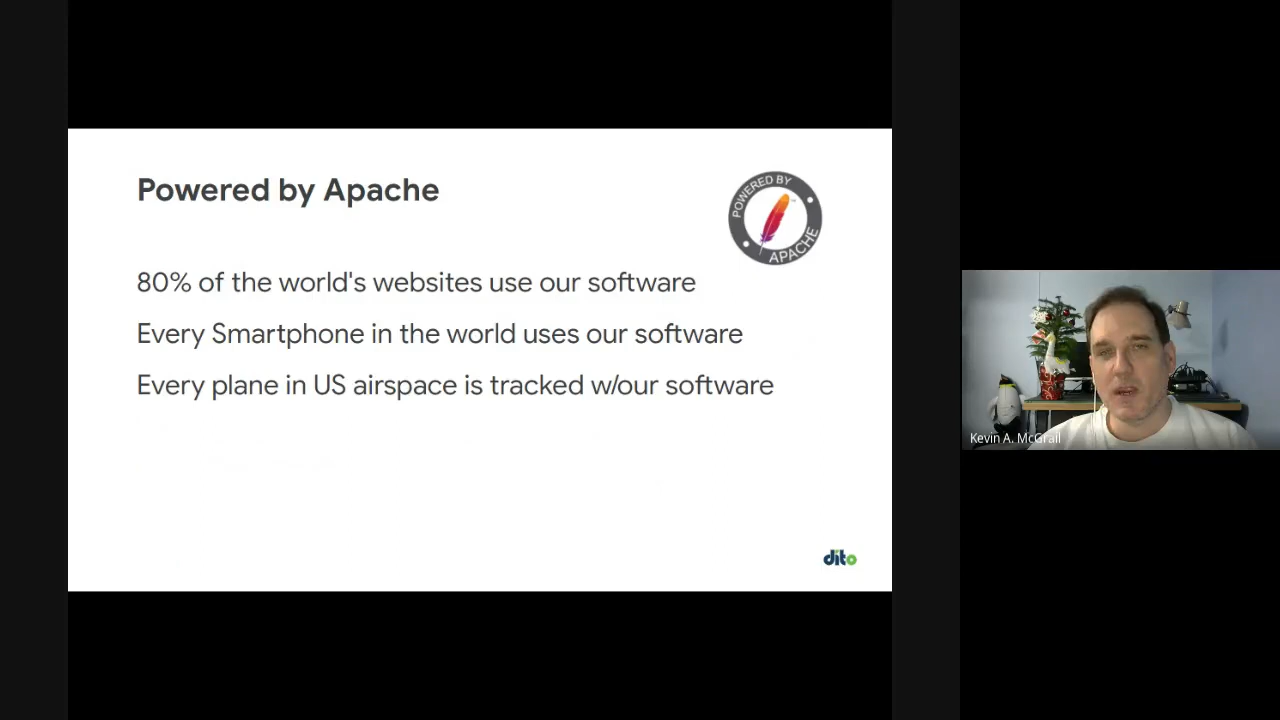 Powered by Apache
POWERED BY
APACHE
80% of the world's websites use our software
Every Smartphone in the world uses our software
Every plane in US airspace is tracked w/our software
dito
Kevin A. McGrail